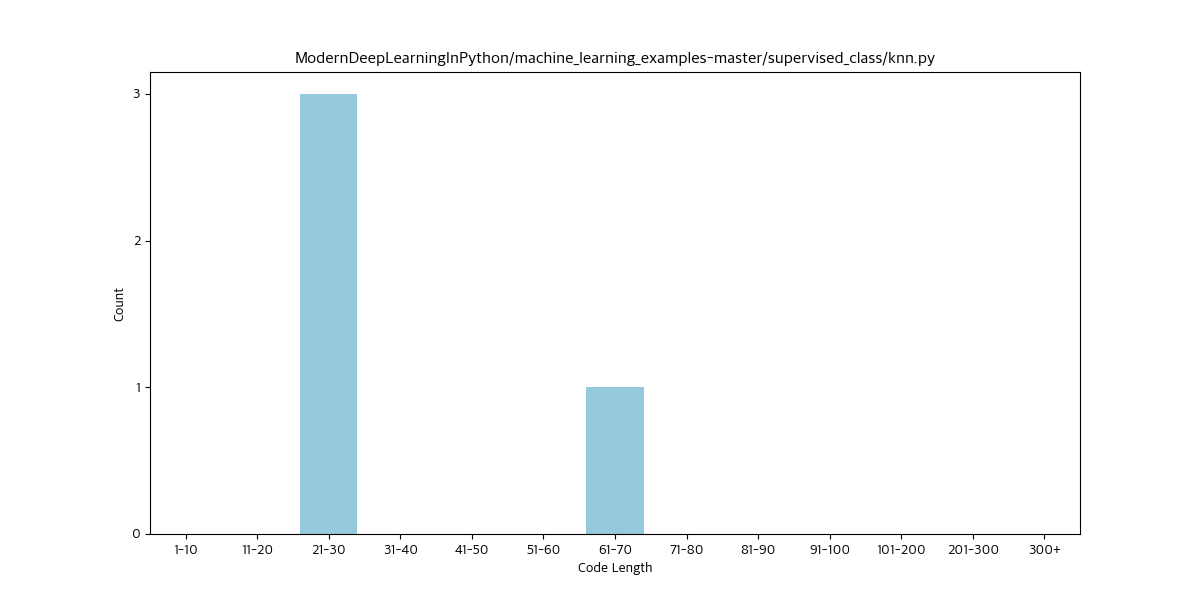 ModernDeepLearningInPython/machine_learning_examples-master/supervised_class/knn.py
3
2
1
0
Count
1-10 11-20 21-30 31-40 41-50 51-60 61-70 71-80 81-90 91-100 101-200 201-300 300+
Code Length